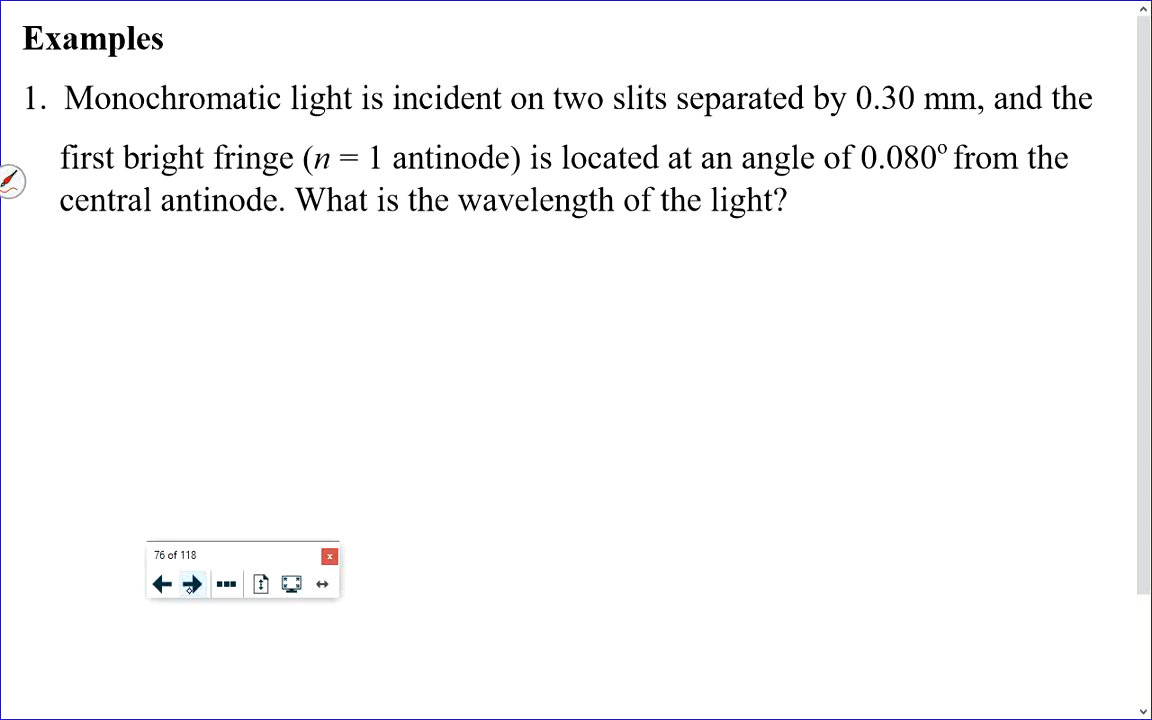 Examples
1. Monochromatic light is incident on two slits separated by 0.30 mm, and the
first bright fringe (n = 1 antinode) is located at an angle of 0.080º from the
central antinode. What is the wavelength of the light?
76 of 118
x